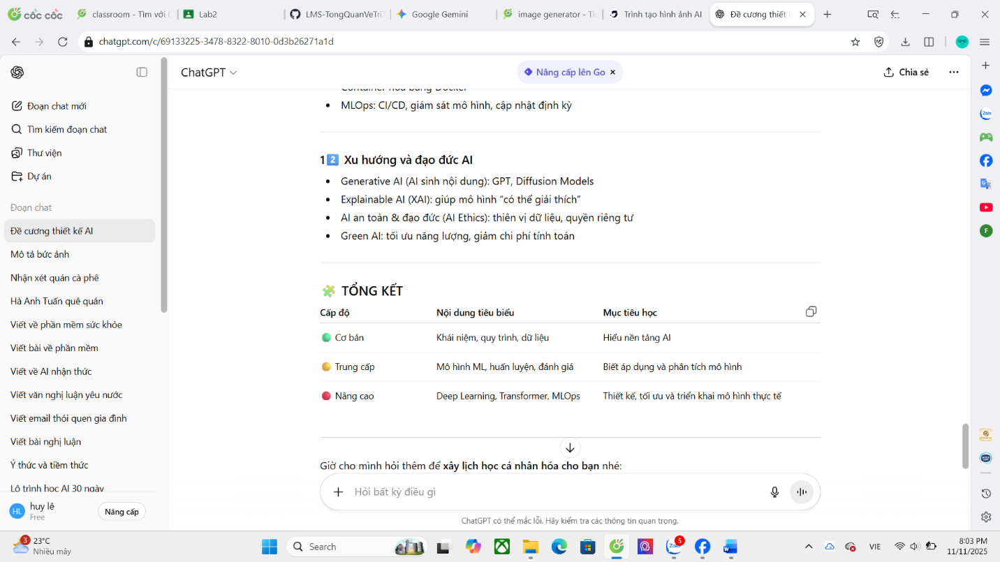 cốc cốc
classroom - Tìm với C
Lab2
LMS-TongQuanVeTri
Google Gemini
image generator - Tì
Trình tạo hình ảnh AI
Đề cương thiết
chatgpt.com/c/69133225-3478-8322-8010-0d3b26271a1d
ChatGPT
Nâng cấp lên Go
Chia sẻ
Đoạn chat mới
Tìm kiếm đoạn chat
Thư viện
Dự án
Đoạn chat
Đề cương thiết kế AI
Mô tả bức ảnh
Nhận xét quán cà phê
Hà Anh Tuấn quê quán
Viết về phần mềm sức khỏe
Viết bài về phần mềm
Viết về AI nhận thức
Viết văn nghị luận yêu nước
Viết email thói quen gia đình
Viết bài nghị luận
Ý thức và tiềm thức
Lộ trình học AI 30 ngày
HL
huy lê
Free
Nâng cấp
Container hóa bằng Docker
MLOps: CI/CD, giám sát mô hình, cập nhật định kỳ
12 Xu hướng và đạo đức AI
Generative AI (AI sinh nội dung): GPT, Diffusion Models
Explainable AI (XAI): giúp mô hình “có thể giải thích”
AI an toàn & đạo đức (AI Ethics): thiên vị dữ liệu, quyền riêng tư
Green AI: tối ưu năng lượng, giảm chi phí tính toán
TỔNG KẾT
Cấp độ Nội dung tiêu biểu Mục tiêu học
Cơ bản Khái niệm, quy trình, dữ liệu Hiểu nền tảng AI
Trung cấp Mô hình ML, huấn luyện, đánh giá Biết áp dụng và phân tích mô hình
Nâng cao Deep Learning, Transformer, MLOps Thiết kế, tối ưu và triển khai mô hình thực tế
Giờ cho mình hỏi thêm để xây lịch học cá nhân hóa cho bạn nhé:
Hỏi bất kỳ điều gì
ChatGPT có thể mắc lỗi. Hãy kiểm tra các thông tin quan trọng.
Zalo
F
3
23°C
Nhiều mây
Search
Zalo
5
VIE
8:03 PM
11/11/2025